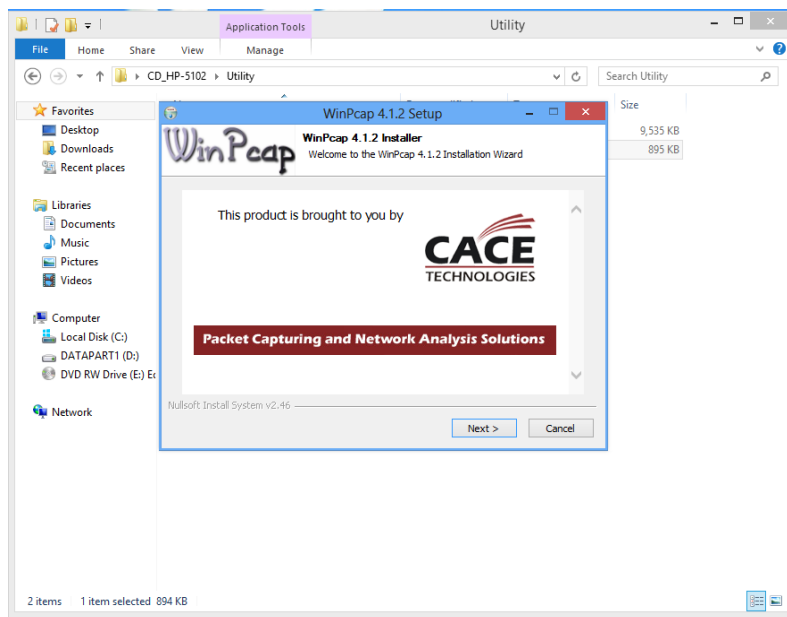 Application Tools
Utility
File Home Share View Manage
CD_HP-5102 Utility
Search Utility
Size
Favorites
Desktop
9,535 KB
Downloads
895 KB
Recent places
Libraries
Documents
Music
Pictures
Videos
Computer
Local Disk (C:)
DATAPART1 (D:)
DVD RW Drive (E:)
Network
WinPcap 4.1.2 Setup
WinPcap
WinPcap 4.1.2 Installer
Welcome to the WinPcap 4.1.2 Installation Wizard
This product is brought to you by
CACE
TECHNOLOGIES
Packet Capturing and Network Analysis Solutions
Nullsoft Install System v2.46
Next >
Cancel
2 items 1 item selected 894 KB